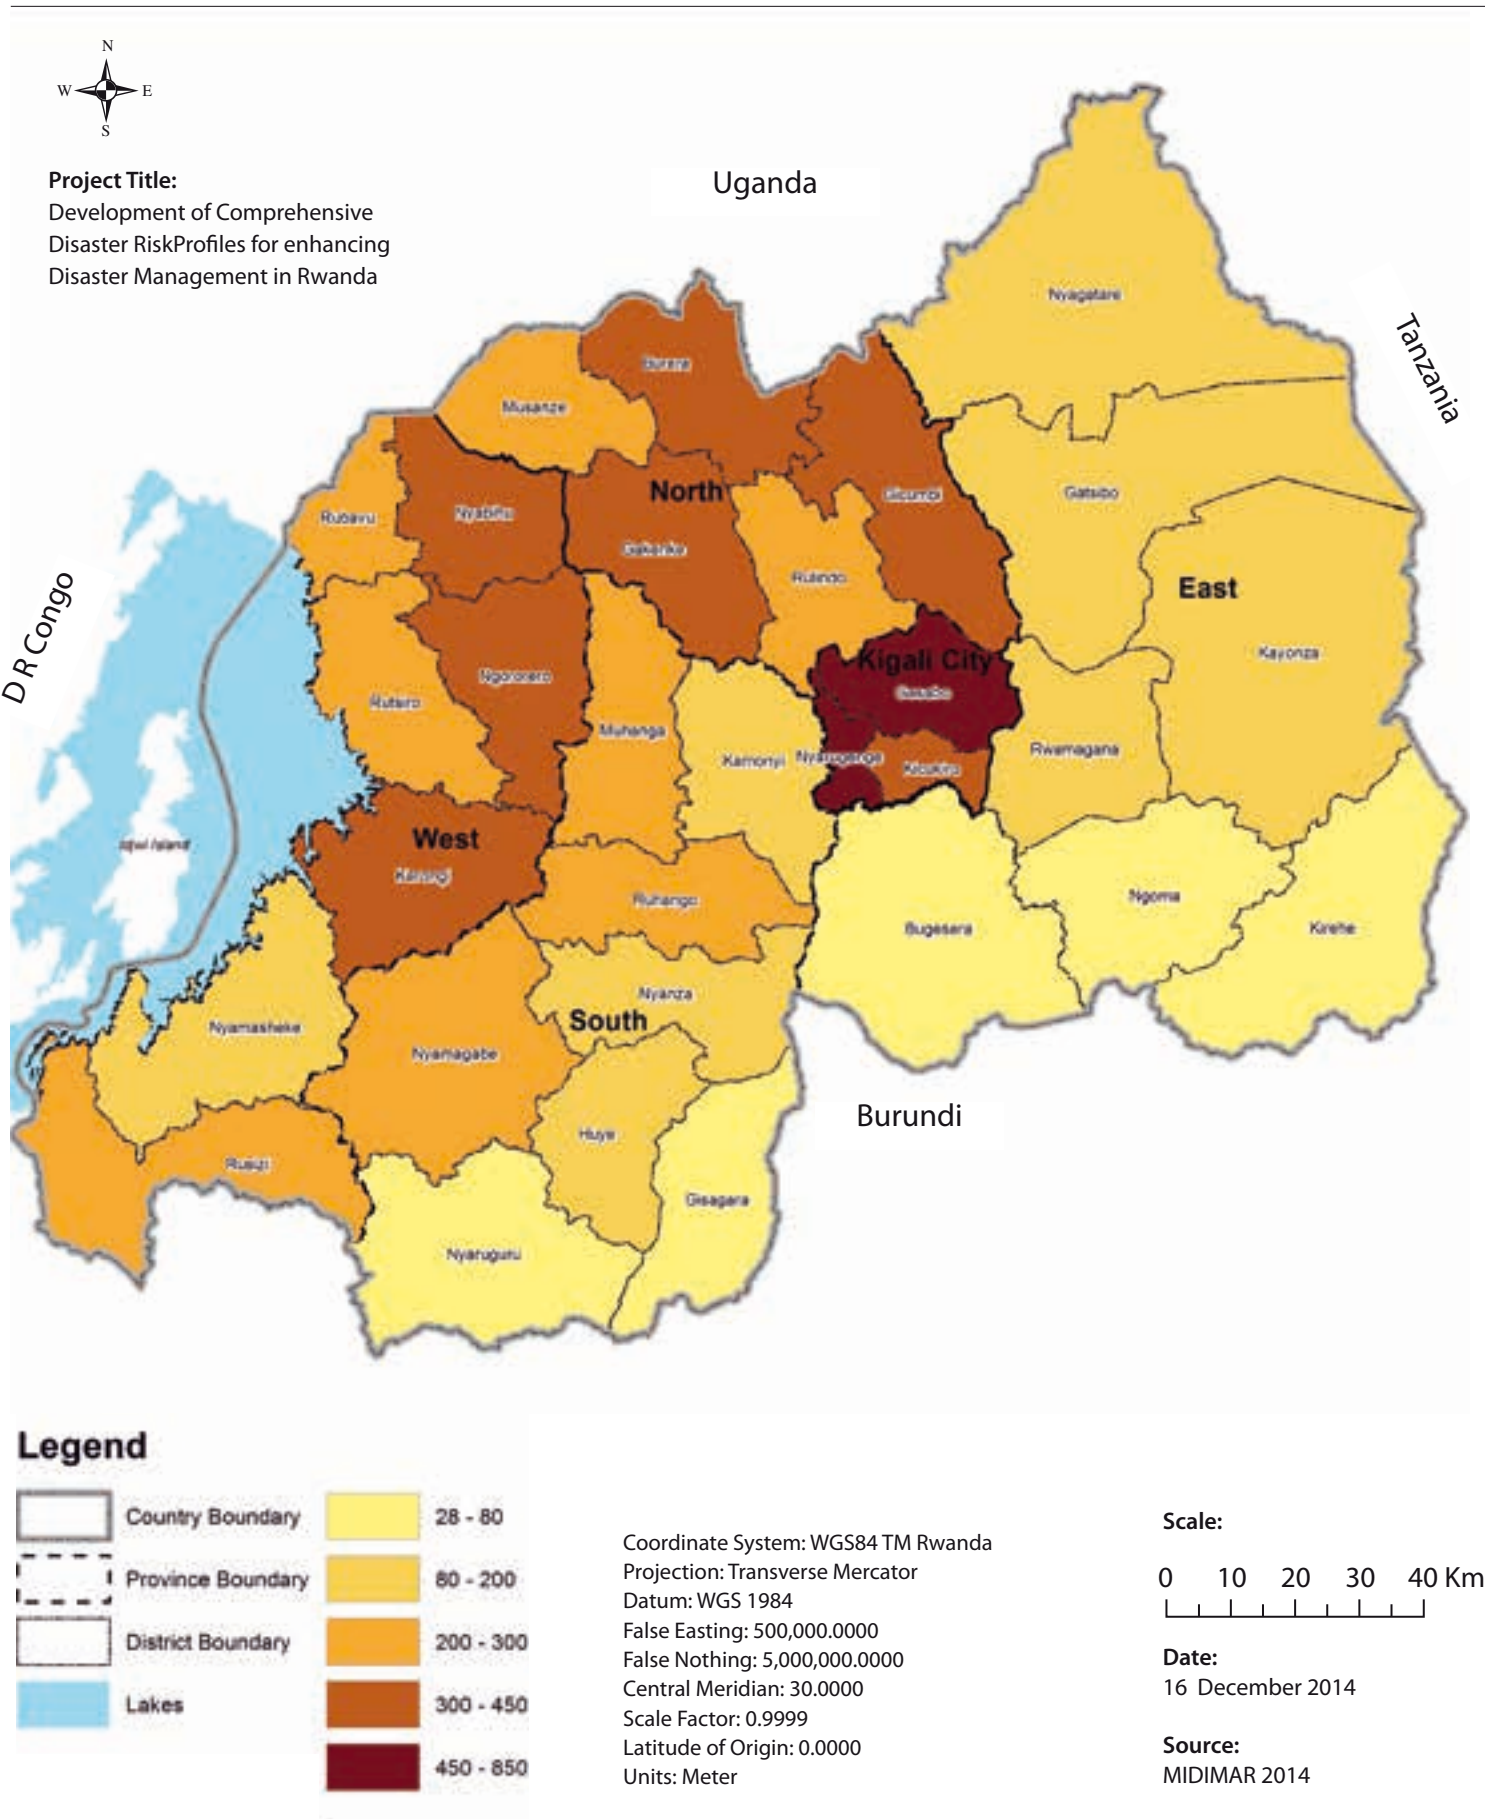 N
W
E
S
Project Title:
Development of Comprehensive
Disaster RiskProfiles for enhancing
Disaster Management in Rwanda
Uganda
Tanzania
D R Congo
Burundi
Nyagatare
Burera
Musanze
North
Gicumbi
Gatsibo
Rubavu
Nyabihu
Gakenke
Rulindo
East
Kayonza
Kigali City
Gasabo
Ngororero
Rutsiro
Muhanga
Kamonyi
Nyarugenge
Kicukiro
Rwamagana
Idjwi Island
West
Karongi
Ruhango
Bugesera
Ngoma
Kirehe
Nyanza
South
Nyamasheke
Nyamagabe
Huye
Rusizi
Gisagara
Nyaruguru
Legend
Country Boundary
Province Boundary
District Boundary
Lakes
28 - 80
80 - 200
200 - 300
300 - 450
450 - 850
Coordinate System: WGS84 TM Rwanda
Projection: Transverse Mercator
Datum: WGS 1984
False Easting: 500,000.0000
False Nothing: 5,000,000.0000
Central Meridian: 30.0000
Scale Factor: 0.9999
Latitude of Origin: 0.0000
Units: Meter
Scale:
0 10 20 30 40 Km
Date:
16 December 2014
Source:
MIDIMAR 2014